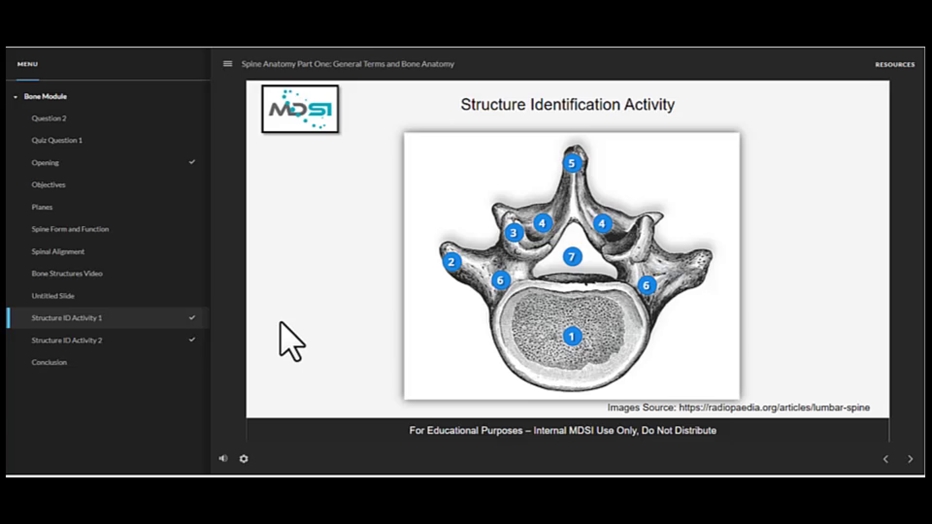 MENU
Spine Anatomy Part One: General Terms and Bone Anatomy
RESOURCES
Bone Module
Question 2
Quiz Question 1
Opening
Objectives
Planes
Spine Form and Function
Spinal Alignment
Bone Structures Video
Untitled Slide
Structure ID Activity 1
Structure ID Activity 2
Conclusion
MDSI
Structure Identification Activity
5
4
4
3
7
2
6
6
1
Images Source: https://radiopaedia.org/articles/lumbar-spine
For Educational Purposes – Internal MDSI Use Only, Do Not Distribute